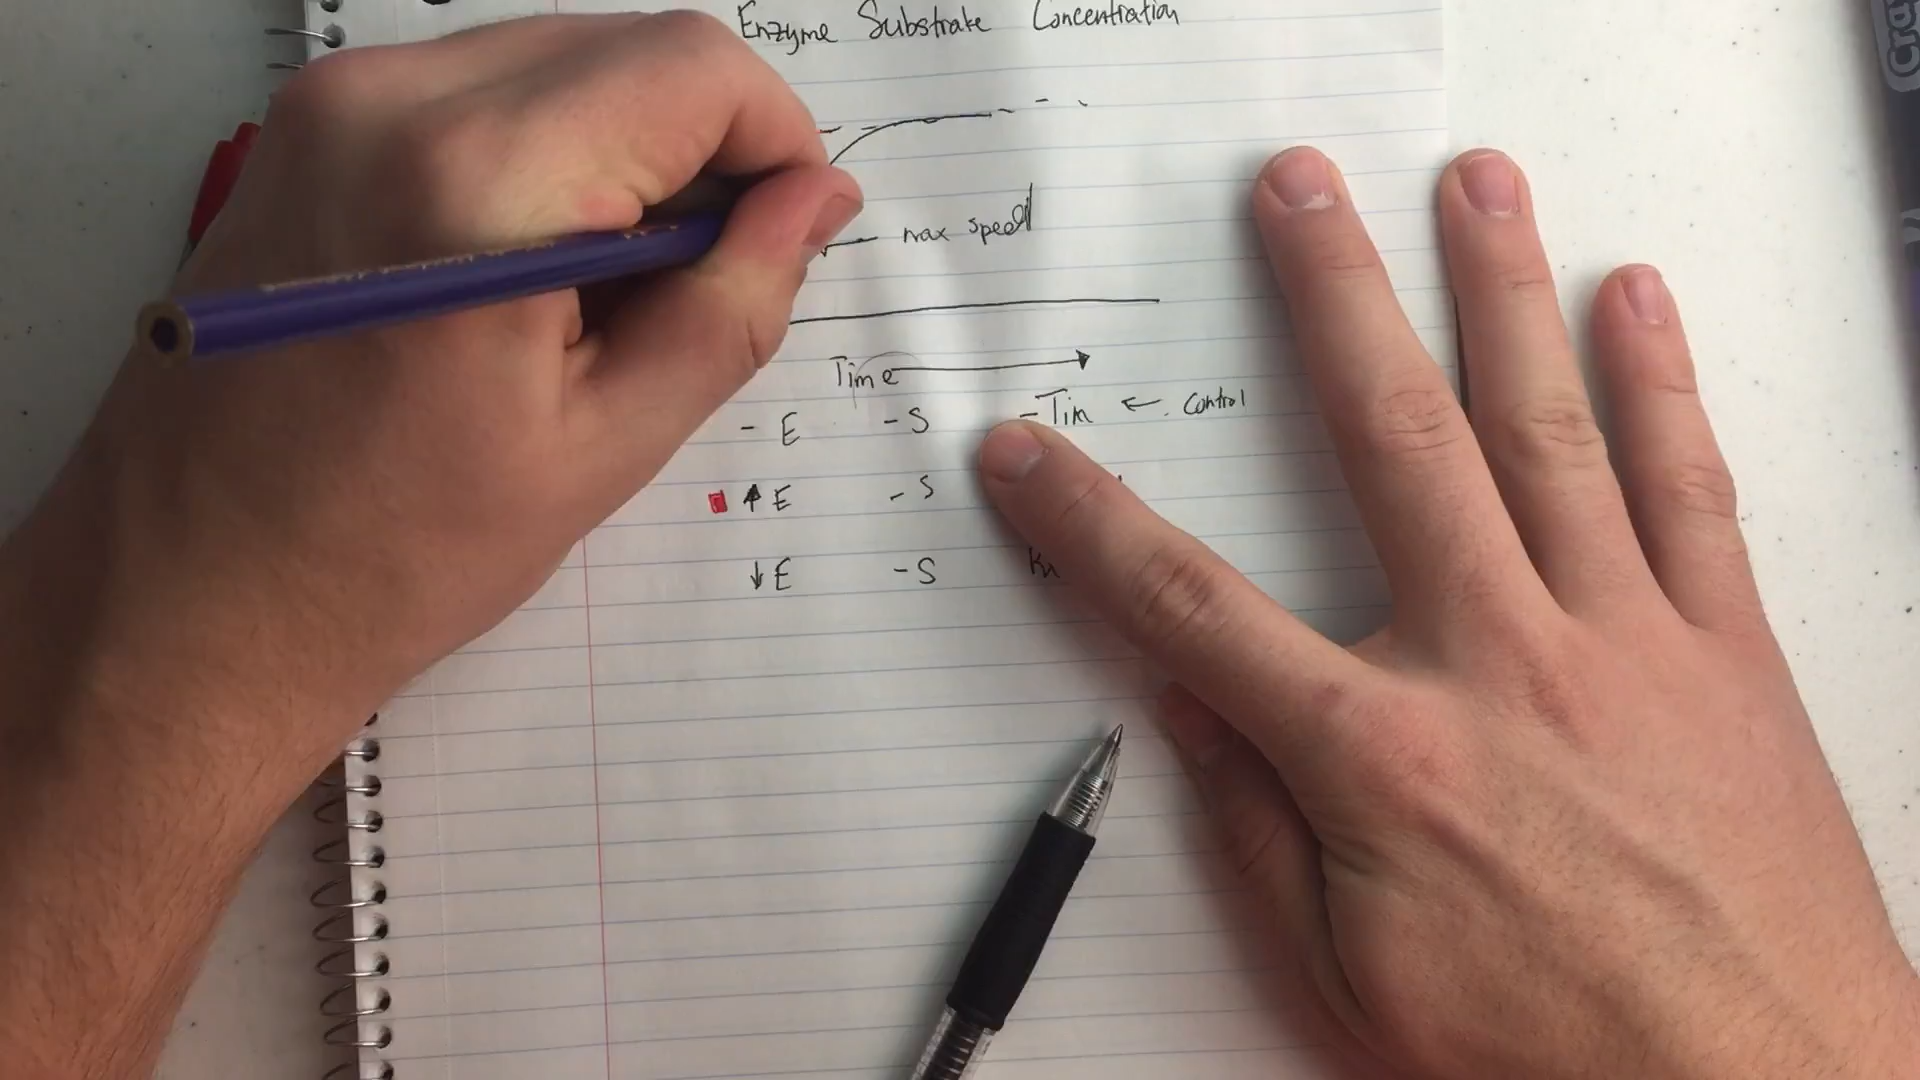 Enzyme Substrate Concentration
max speed
Time
- E - S - Tim ← control
↑ E - S
↓ E - S